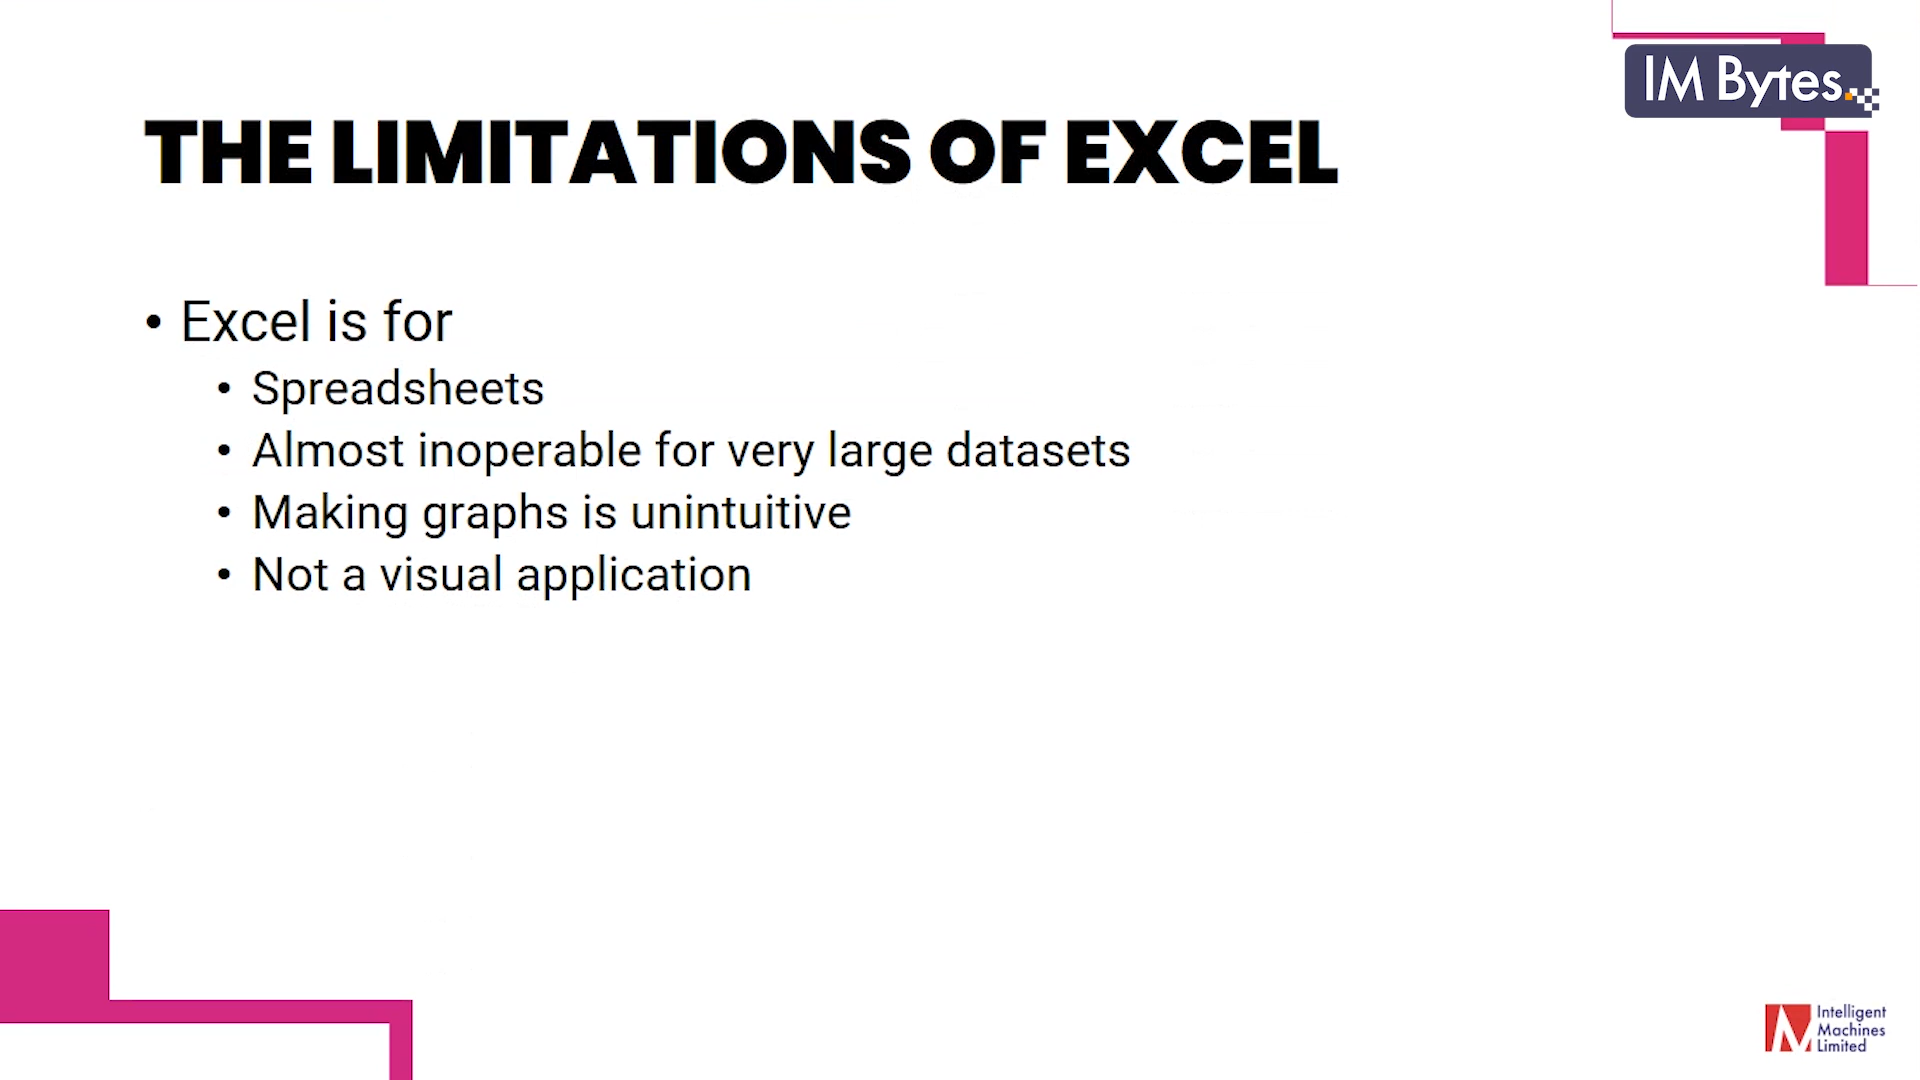 IM Bytes.
THE LIMITATIONS OF EXCEL
• Excel is for
• Spreadsheets
• Almost inoperable for very large datasets
• Making graphs is unintuitive
• Not a visual application
Intelligent
Machines
Limited